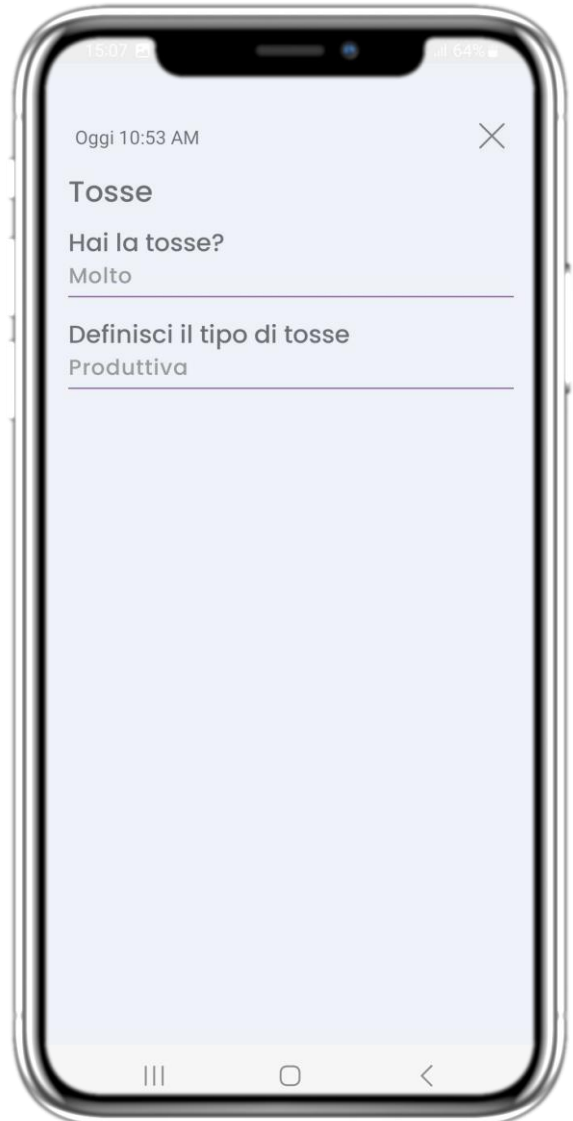 15:07
64%
Oggi 10:53 AM
Tosse
Hai la tosse?
Molto
Definisci il tipo di tosse
Produttiva